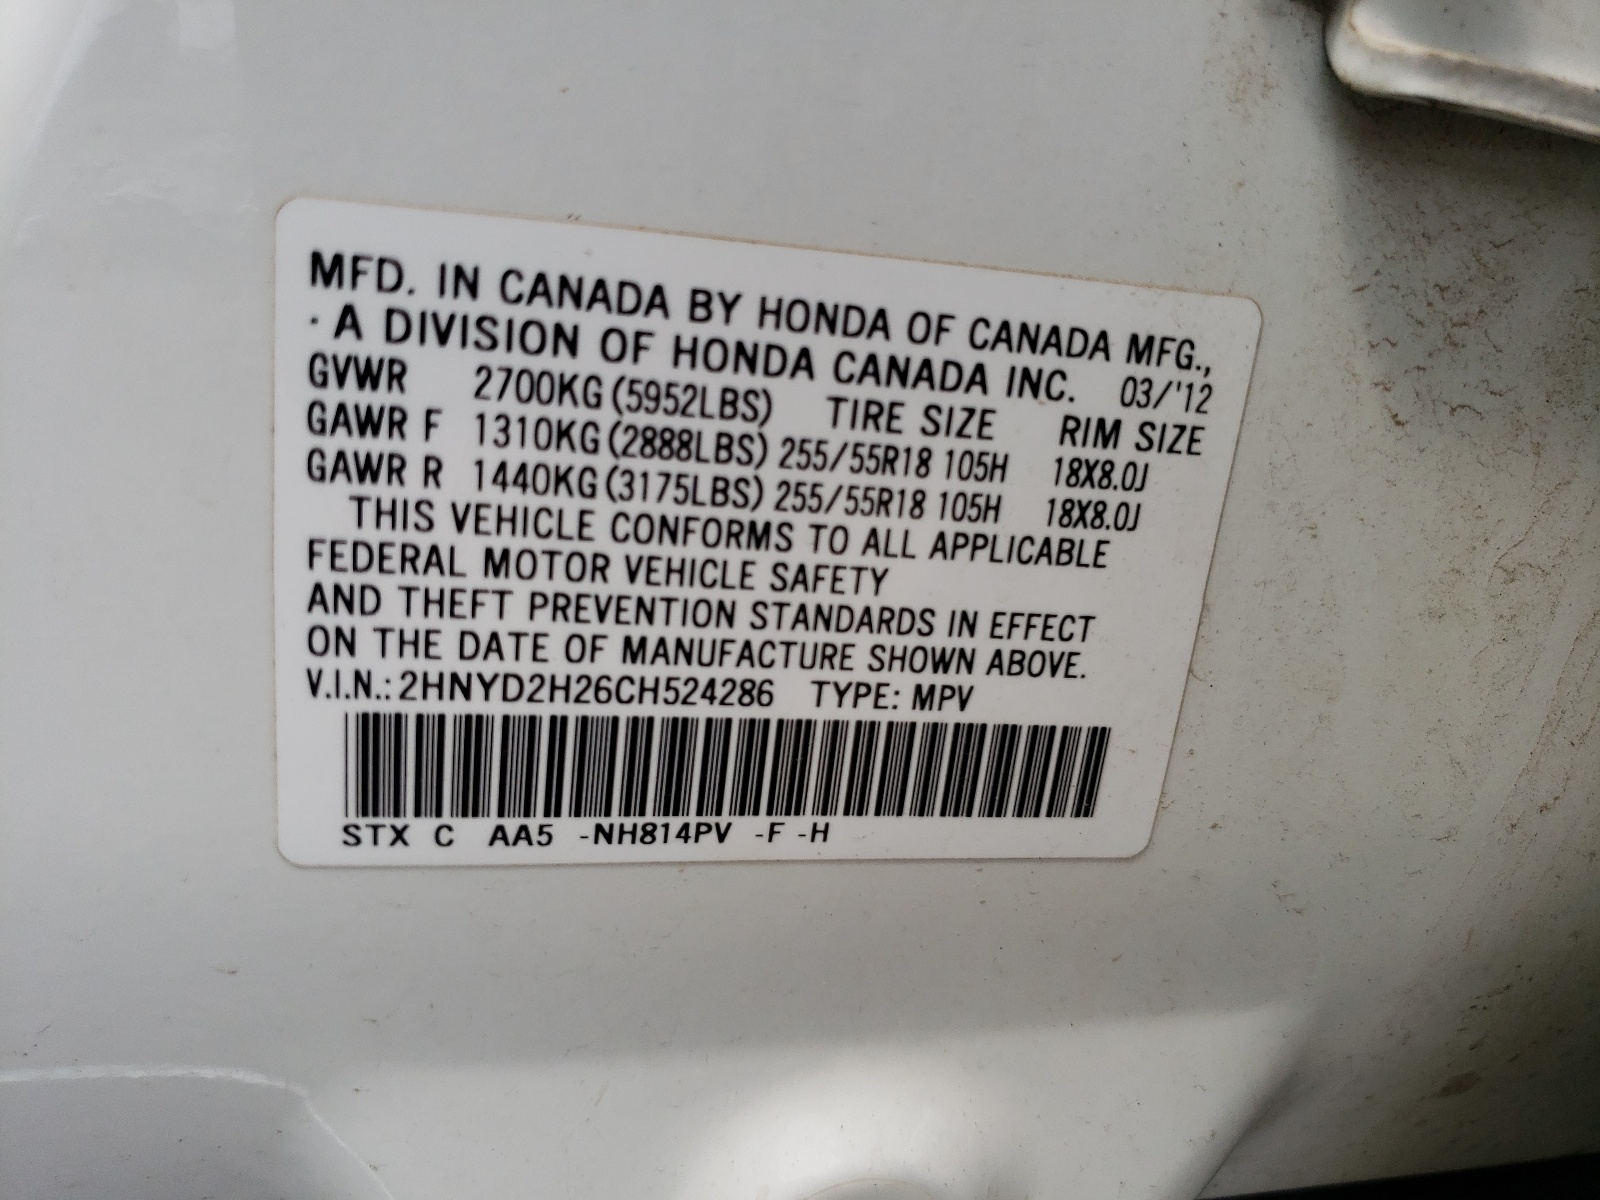 MFD. IN CANADA BY HONDA OF CANADA MFG.,
· A DIVISION OF HONDA CANADA INC. 03/'12
GVWR 2700KG (5952LBS) TIRE SIZE RIM SIZE
GAWR F 1310KG (2888LBS) 255/55R18 105H 18X8.0J
GAWR R 1440KG (3175LBS) 255/55R18 105H 18X8.0J
THIS VEHICLE CONFORMS TO ALL APPLICABLE
FEDERAL MOTOR VEHICLE SAFETY
AND THEFT PREVENTION STANDARDS IN EFFECT
ON THE DATE OF MANUFACTURE SHOWN ABOVE.
V.I.N.: 2HNYD2H26CH524286 TYPE: MPV
STX C AA5 -NH814PV -F -H